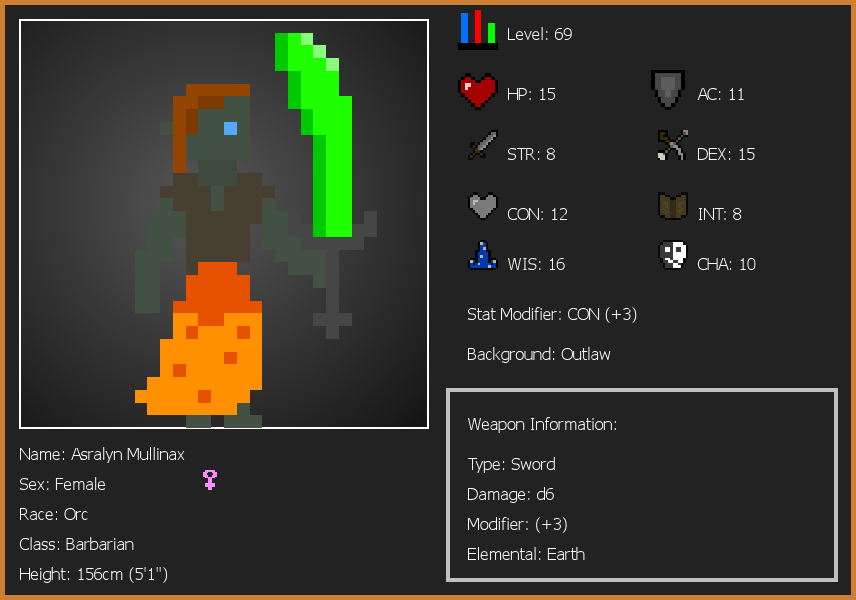 Level: 69
HP: 15
AC: 11
STR: 8
DEX: 15
CON: 12
INT: 8
WIS: 16
CHA: 10
Stat Modifier: CON (+3)
Background: Outlaw
Weapon Information:
Type: Sword
Damage: d6
Modifier: (+3)
Elemental: Earth
Name: Asralyn Mullinax
Sex: Female
Race: Orc
Class: Barbarian
Height: 156cm (5'1")